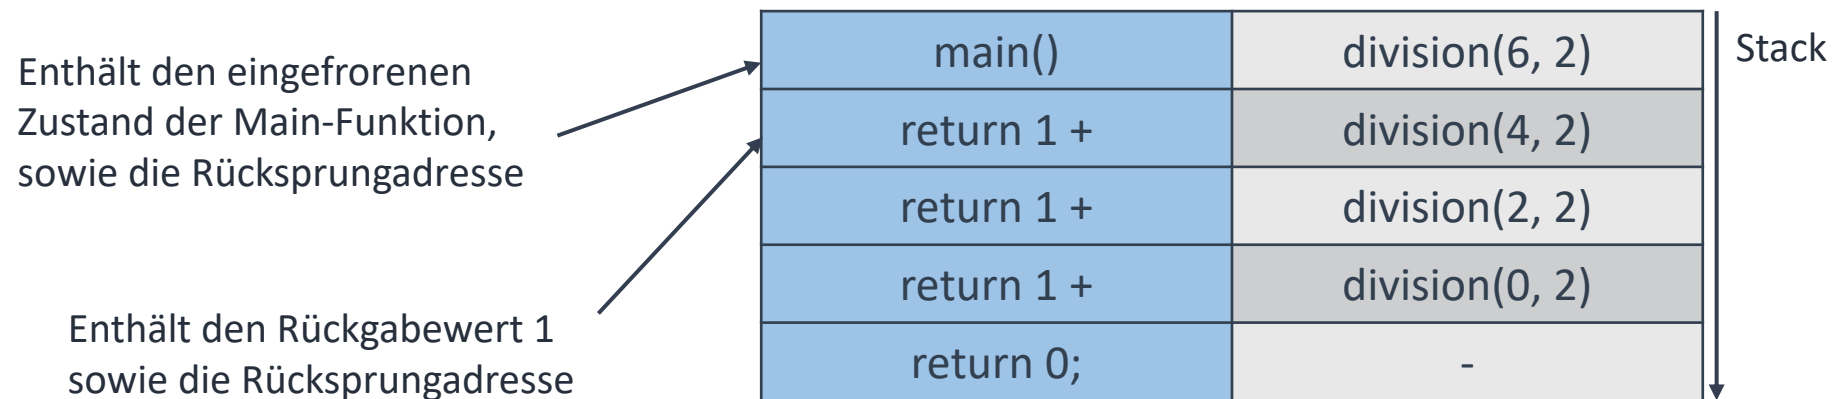 Enthält den eingefrorenen
Zustand der Main-Funktion,
sowie die Rücksprungadresse
Enthält den Rückgabewert 1
sowie die Rücksprungadresse
main() division(6, 2)
return 1 + division(4, 2)
return 1 + division(2, 2)
return 1 + division(0, 2)
return 0; -
Stack